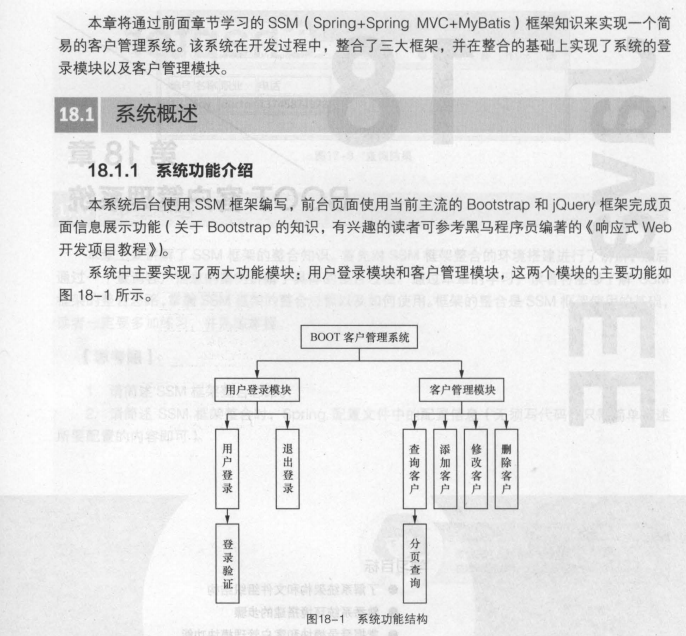 本章将通过前面章节学习的 SSM（Spring+Spring MVC+MyBatis）框架知识来实现一个简
易的客户管理系统。该系统在开发过程中，整合了三大框架，并在整合的基础上实现了系统的登
录模块以及客户管理模块。
18.1 系统概述
18.1.1 系统功能介绍
本系统后台使用 SSM 框架编写，前台页面使用当前主流的 Bootstrap 和 jQuery 框架完成页
面信息展示功能（关于 Bootstrap 的知识，有兴趣的读者可参考黑马程序员编著的《响应式 Web
开发项目教程》）。
系统中主要实现了两大功能模块：用户登录模块和客户管理模块，这两个模块的主要功能如
图 18-1 所示。
BOOT 客户管理系统
用户登录模块
客户管理模块
用户登录
退出登录
查询客户
添加客户
修改客户
删除客户
登录验证
分页查询
图18-1 系统功能结构